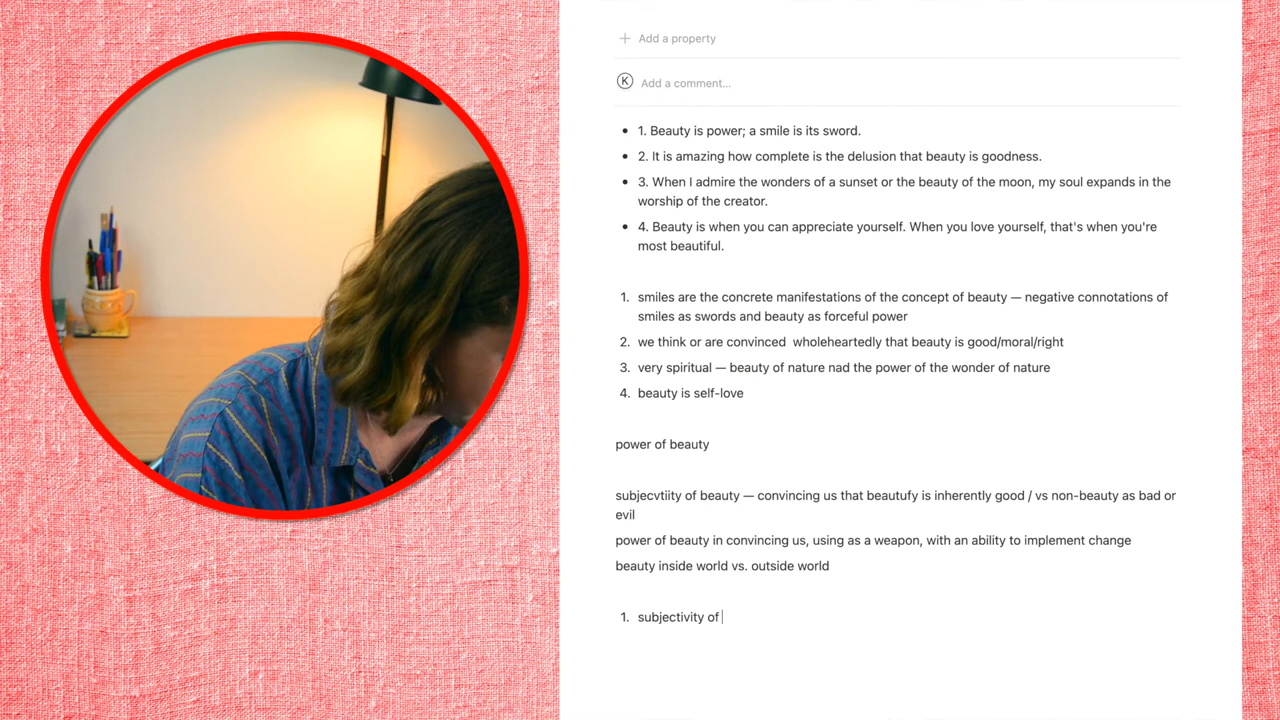 Add a property
K
Add a comment...
• 1. Beauty is power; a smile is its sword.
• 2. It is amazing how complete is the delusion that beauty is goodness.
• 3. When I admire the wonders of a sunset or the beauty of the moon, my soul expands in the
worship of the creator.
• 4. Beauty is when you can appreciate yourself. When you love yourself, that's when you're
most beautiful.
1. smiles are the concrete manifestations of the concept of beauty — negative connotations of
smiles as swords and beauty as forceful power
2. we think or are convinced  wholeheartedly that beauty is good/moral/right
3. very spiritual — beauty of nature nad the power of the wonder of nature
4. beauty is self-love
power of beauty
subjecvtiity of beauty — convincing us that beautufy is inherently good / vs non-beauty as bad or
evil
power of beauty in convincing us, using as a weapon, with an ability to implement change
beauty inside world vs. outside world
1. subjectivity of